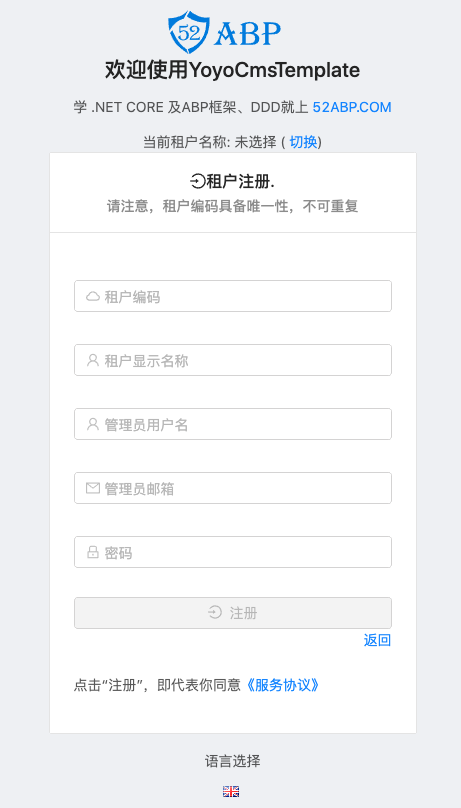 52 ABP
欢迎使用YoyoCmsTemplate
学 .NET CORE 及ABP框架、DDD就上 52ABP.COM
当前租户名称: 未选择 ( 切换)
租户注册.
请注意，租户编码具备唯一性，不可重复
租户编码
租户显示名称
管理员用户名
管理员邮箱
密码
注册
返回
点击“注册”，即代表你同意《服务协议》
语言选择